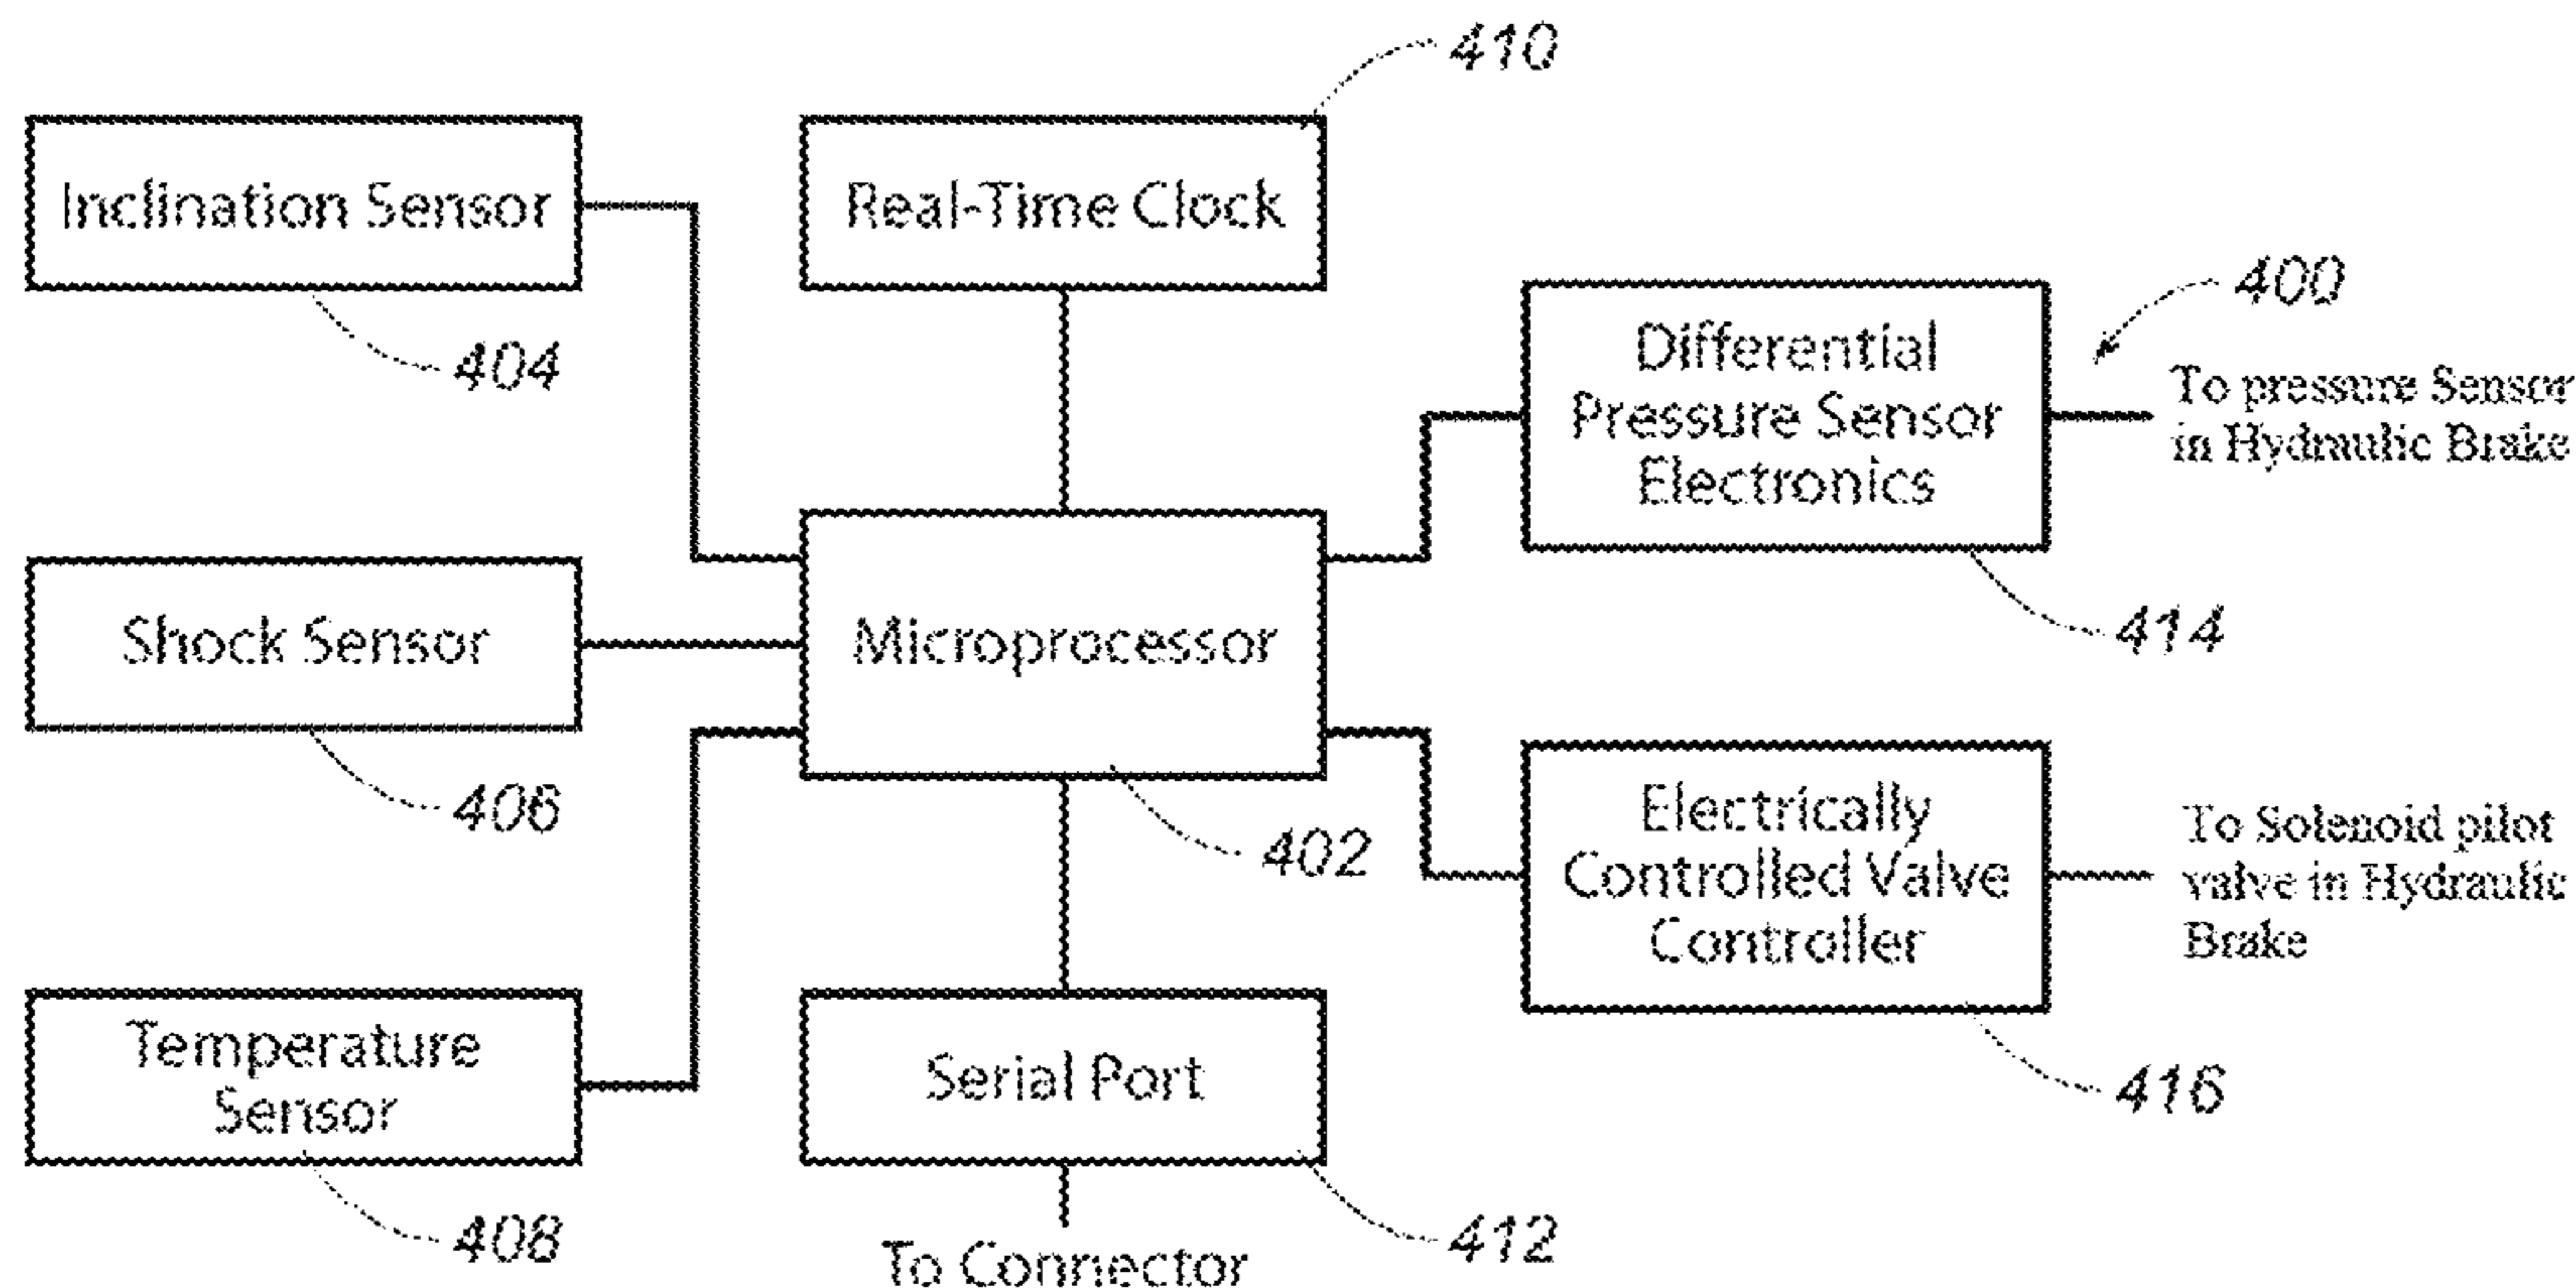 410
Inclination Sensor
Real-Time Clock
400
404
Differential
Pressure Sensor
Electronics
To pressure Sensor
in Hydraulic Brake
414
Shock Sensor
Microprocessor
406
402
Electrically
Controlled Valve
Controller
To Solenoid pilot
valve in Hydraulic
Brake
416
Temperature
Sensor
Serial Port
408
412
To Connector